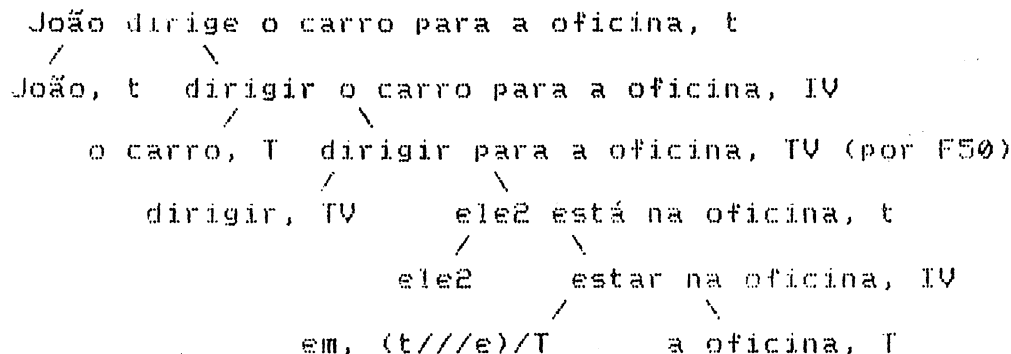 João dirige o carro para a oficina, t
João, t dirigir o carro para a oficina, IV
o carro, T dirigir para a oficina, TV (por F50)
dirigir, TV ele2 está na oficina, t
ele2 estar na oficina, IV
em, (t///e)/T a oficina, T